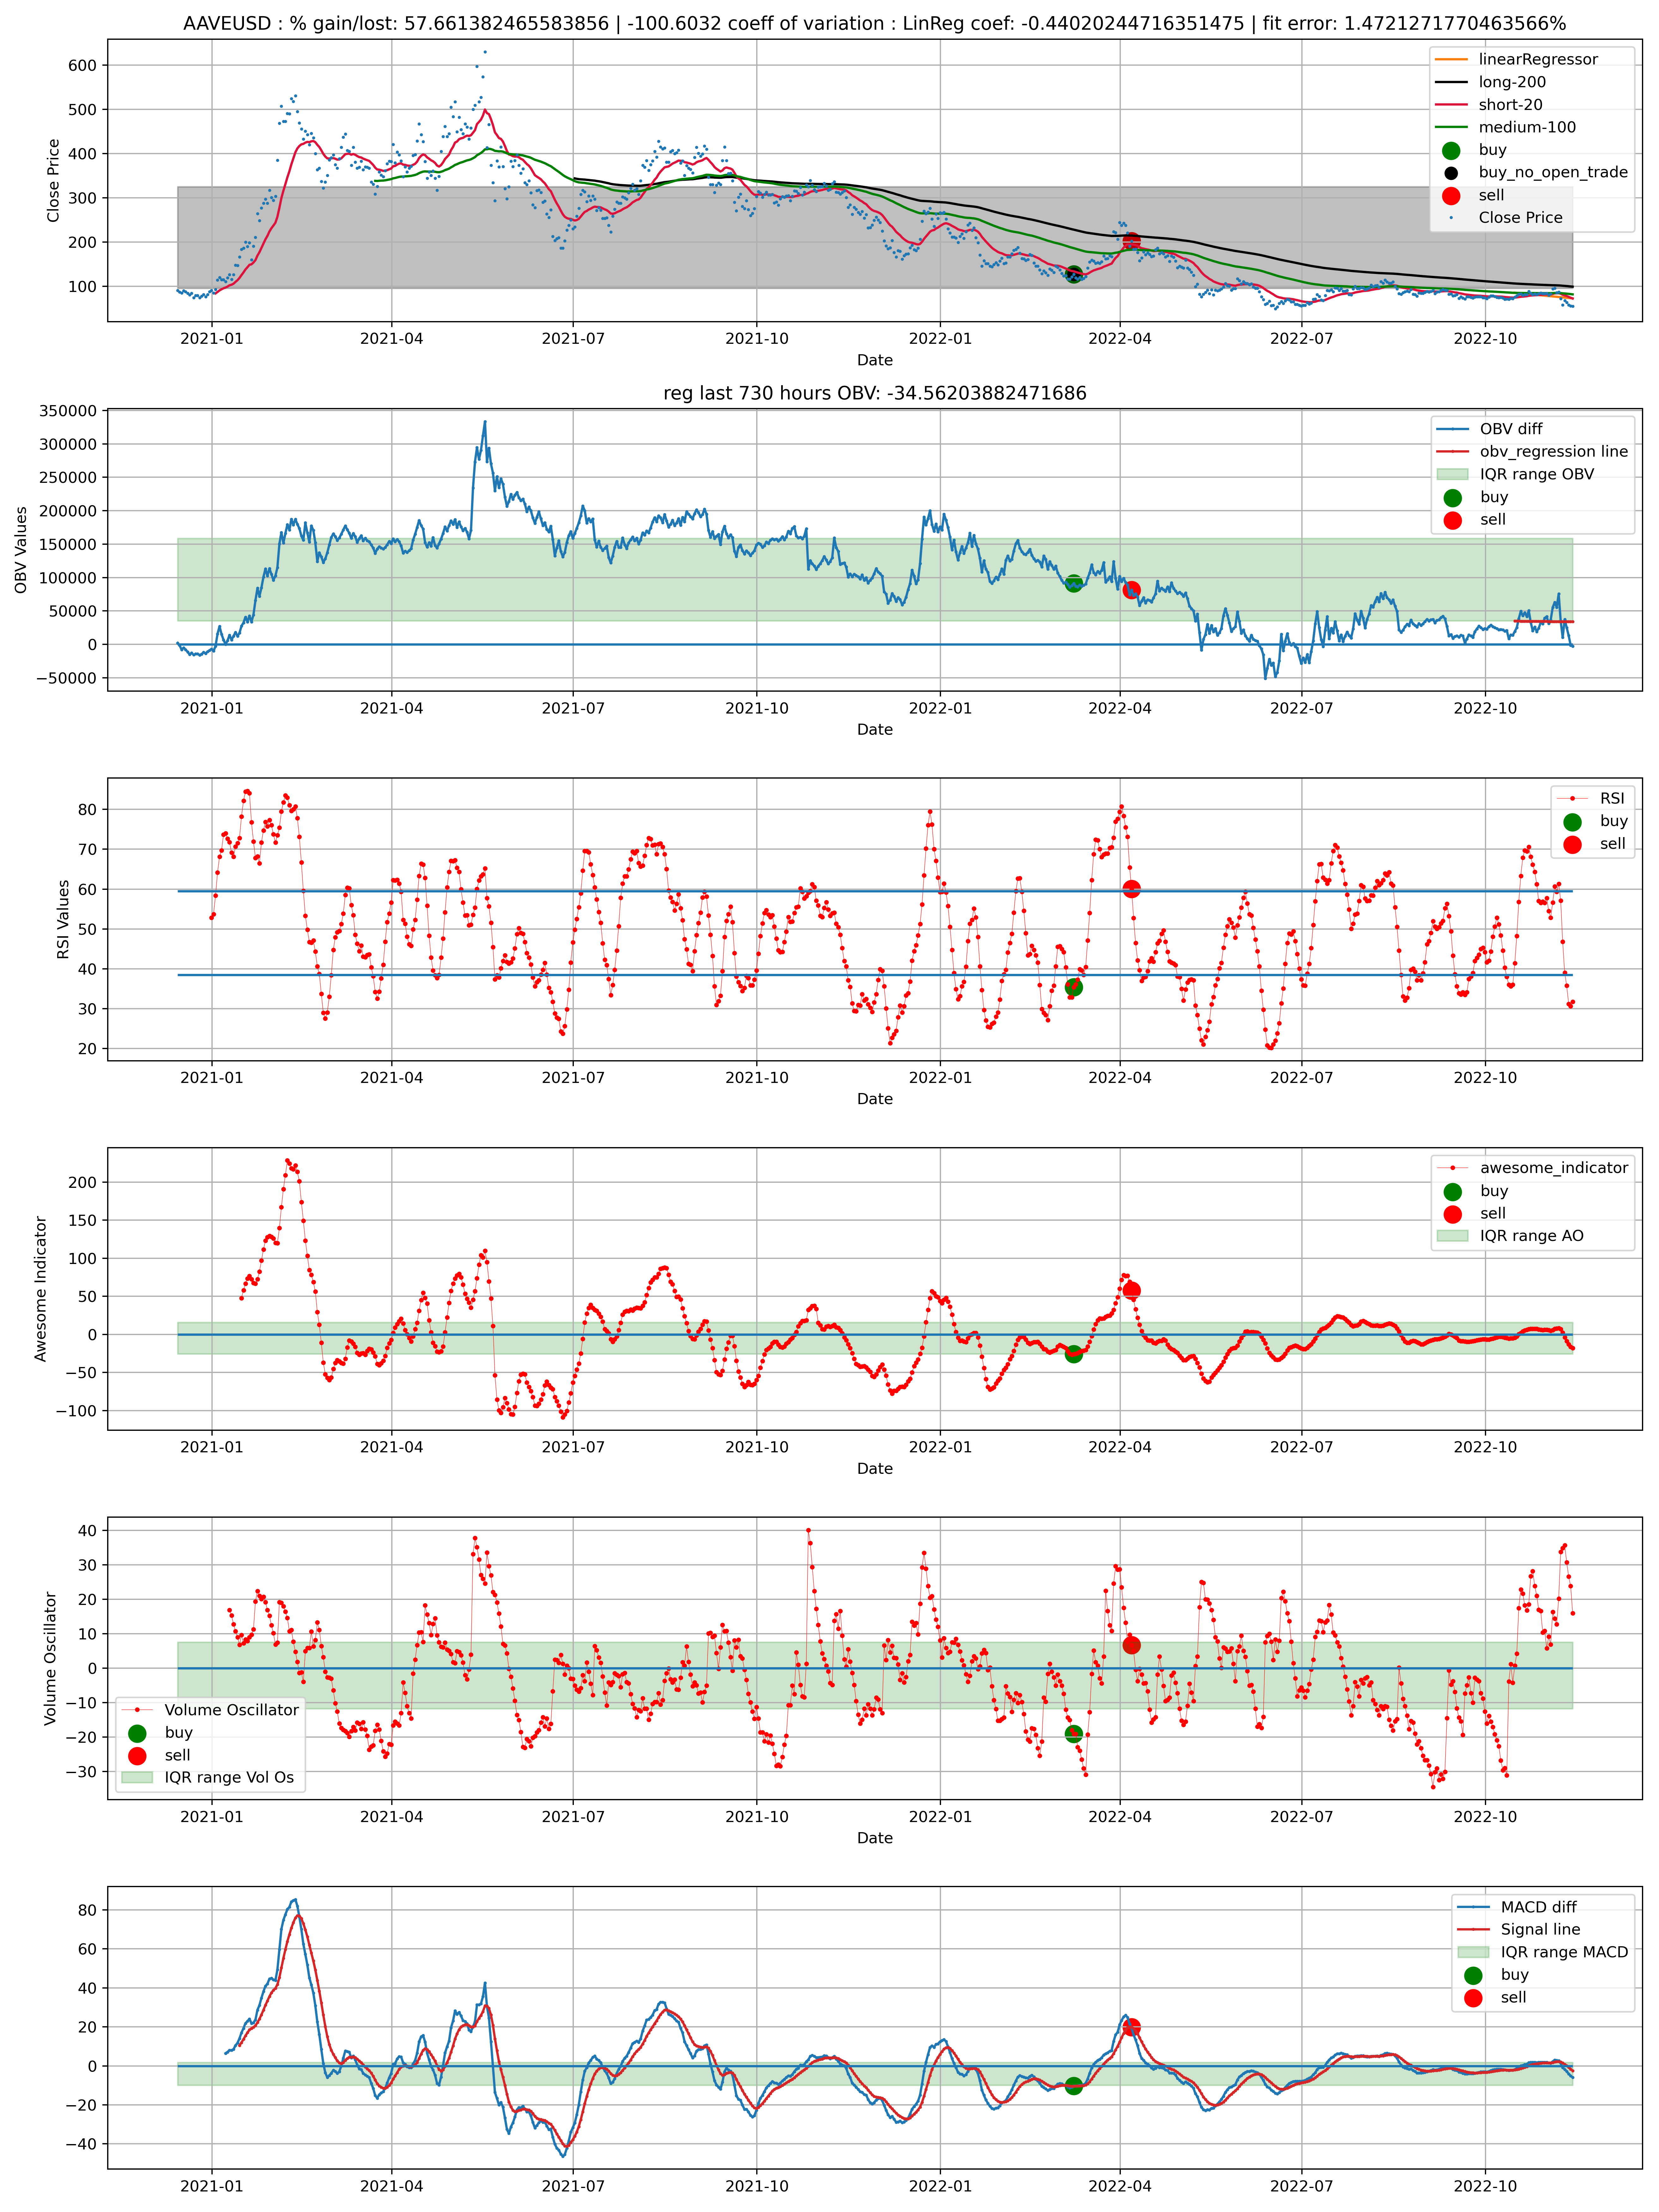 AAVEUSD : % gain/lost: 57.661382465583856 | -100.6032 coeff of variation : LinReg coef: -0.44020244716351475 | fit error: 1.4721271770463566%
600
500
400
300
200
100
Close Price
linearRegressor
long-200
short-20
medium-100
buy
buy_no_open_trade
sell
Close Price
2021-01 2021-04 2021-07 2021-10 2022-01 2022-04 2022-07 2022-10
Date
reg last 730 hours OBV: -34.56203882471686
350000
300000
250000
200000
150000
100000
50000
0
−50000
OBV Values
OBV diff
obv_regression line
IQR range OBV
buy
sell
2021-01 2021-04 2021-07 2021-10 2022-01 2022-04 2022-07 2022-10
Date
80
70
60
50
40
30
20
RSI Values
RSI
buy
sell
2021-01 2021-04 2021-07 2021-10 2022-01 2022-04 2022-07 2022-10
Date
200
150
100
50
0
−50
−100
Awesome Indicator
awesome_indicator
buy
sell
IQR range AO
2021-01 2021-04 2021-07 2021-10 2022-01 2022-04 2022-07 2022-10
Date
40
30
20
10
0
−10
−20
−30
Volume Oscillator
Volume Oscillator
buy
sell
IQR range Vol Os
2021-01 2021-04 2021-07 2021-10 2022-01 2022-04 2022-07 2022-10
Date
80
60
40
20
0
−20
−40
MACD diff
Signal line
IQR range MACD
buy
sell
2021-01 2021-04 2021-07 2021-10 2022-01 2022-04 2022-07 2022-10